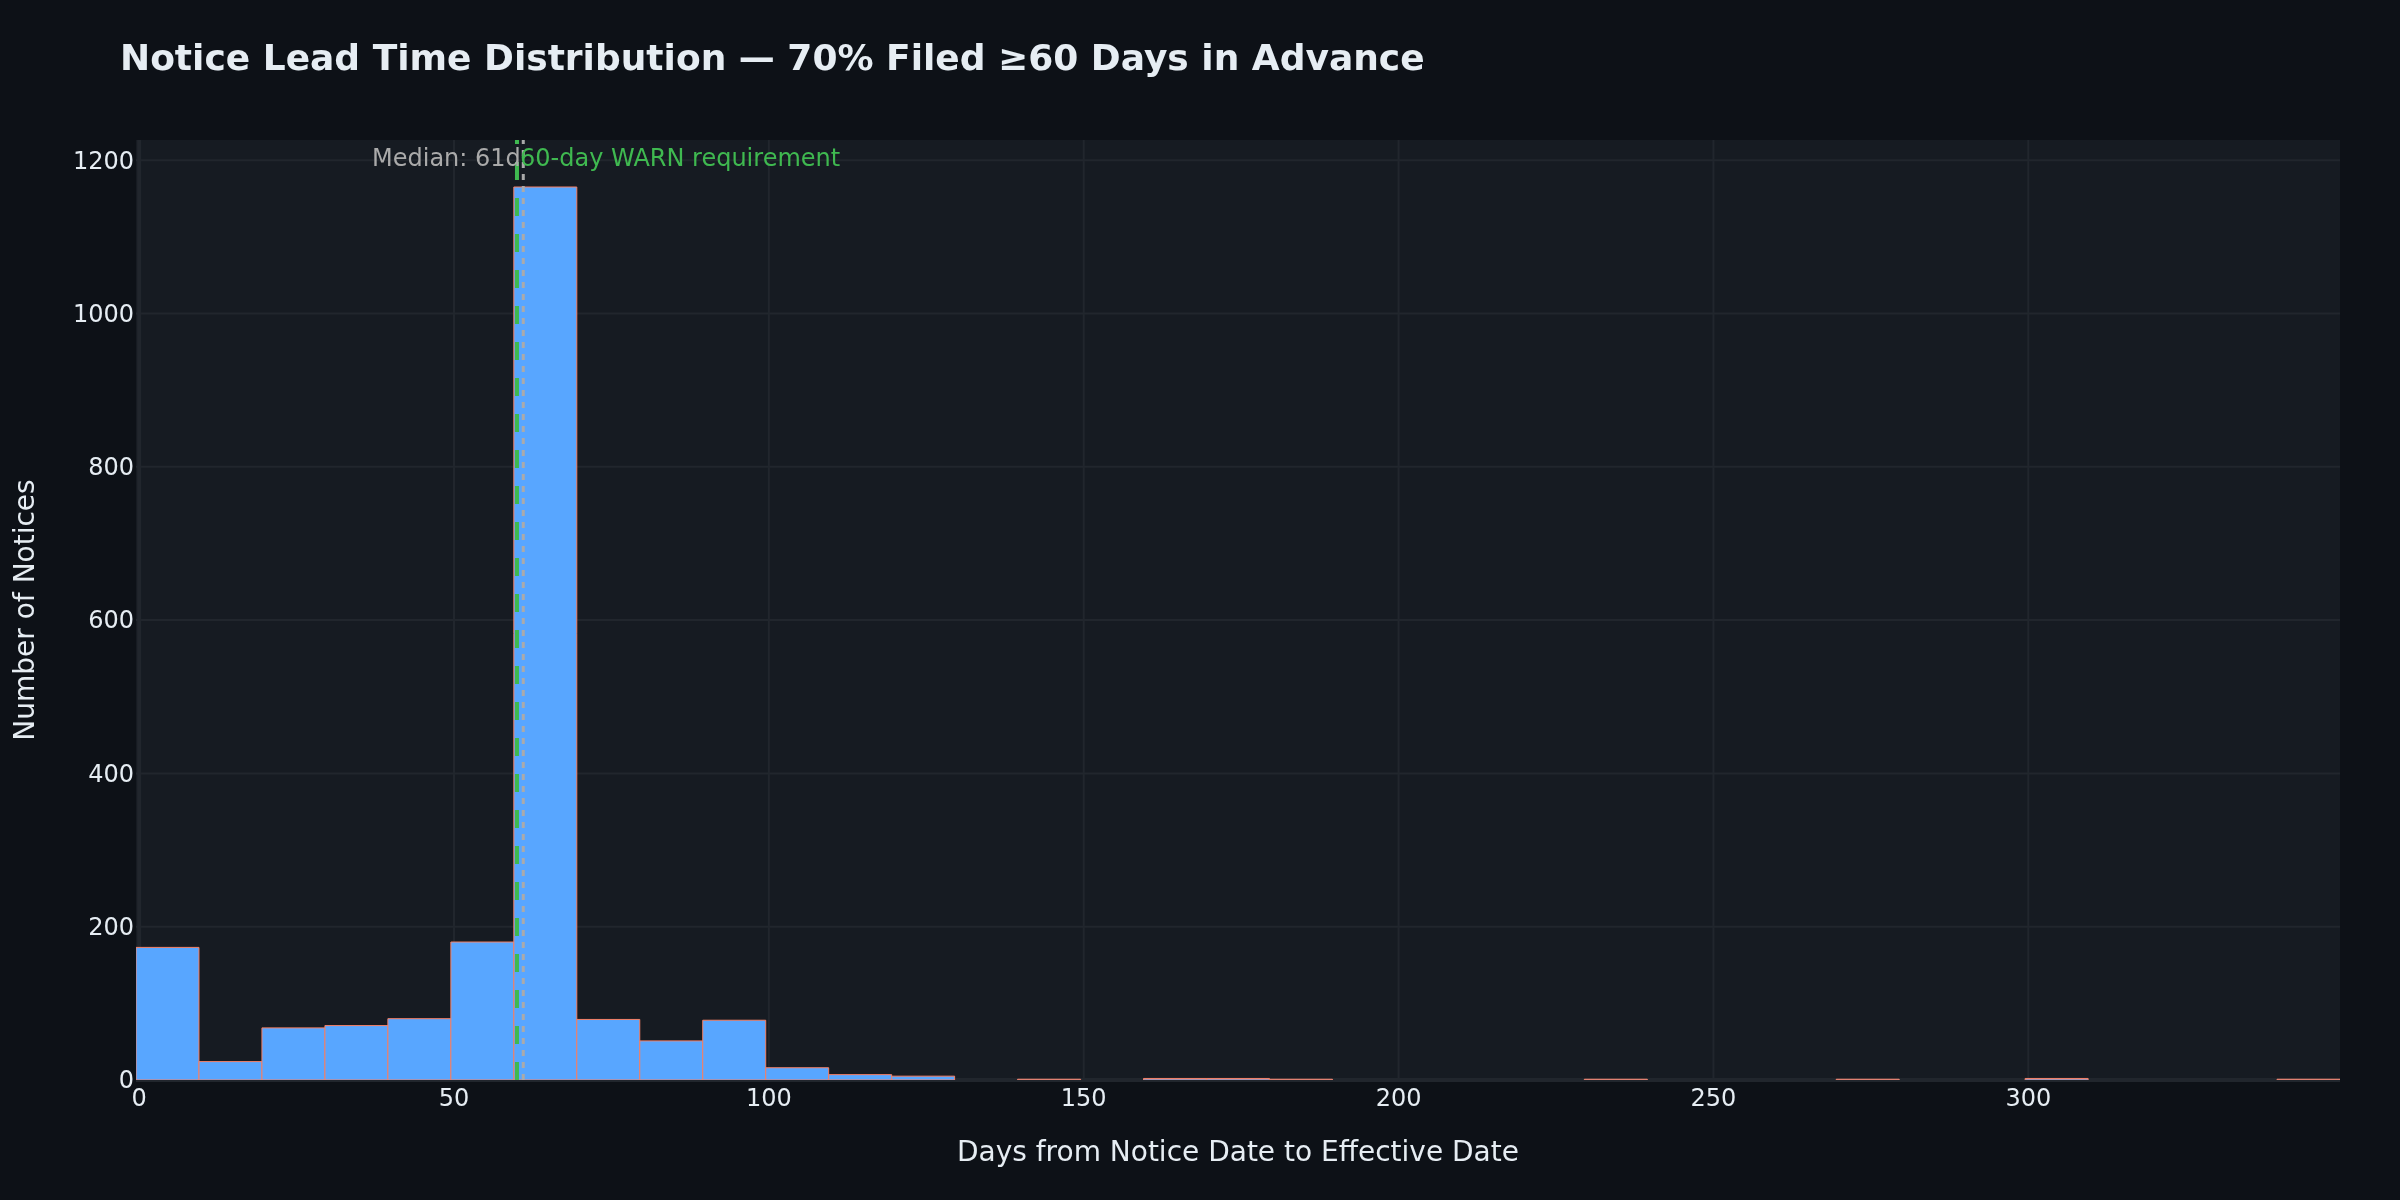 Notice Lead Time Distribution — 70% Filed ≥60 Days in Advance
Median: 61d
60-day WARN requirement
1200
1000
800
600
400
200
0
Number of Notices
0 50 100 150 200 250 300
Days from Notice Date to Effective Date